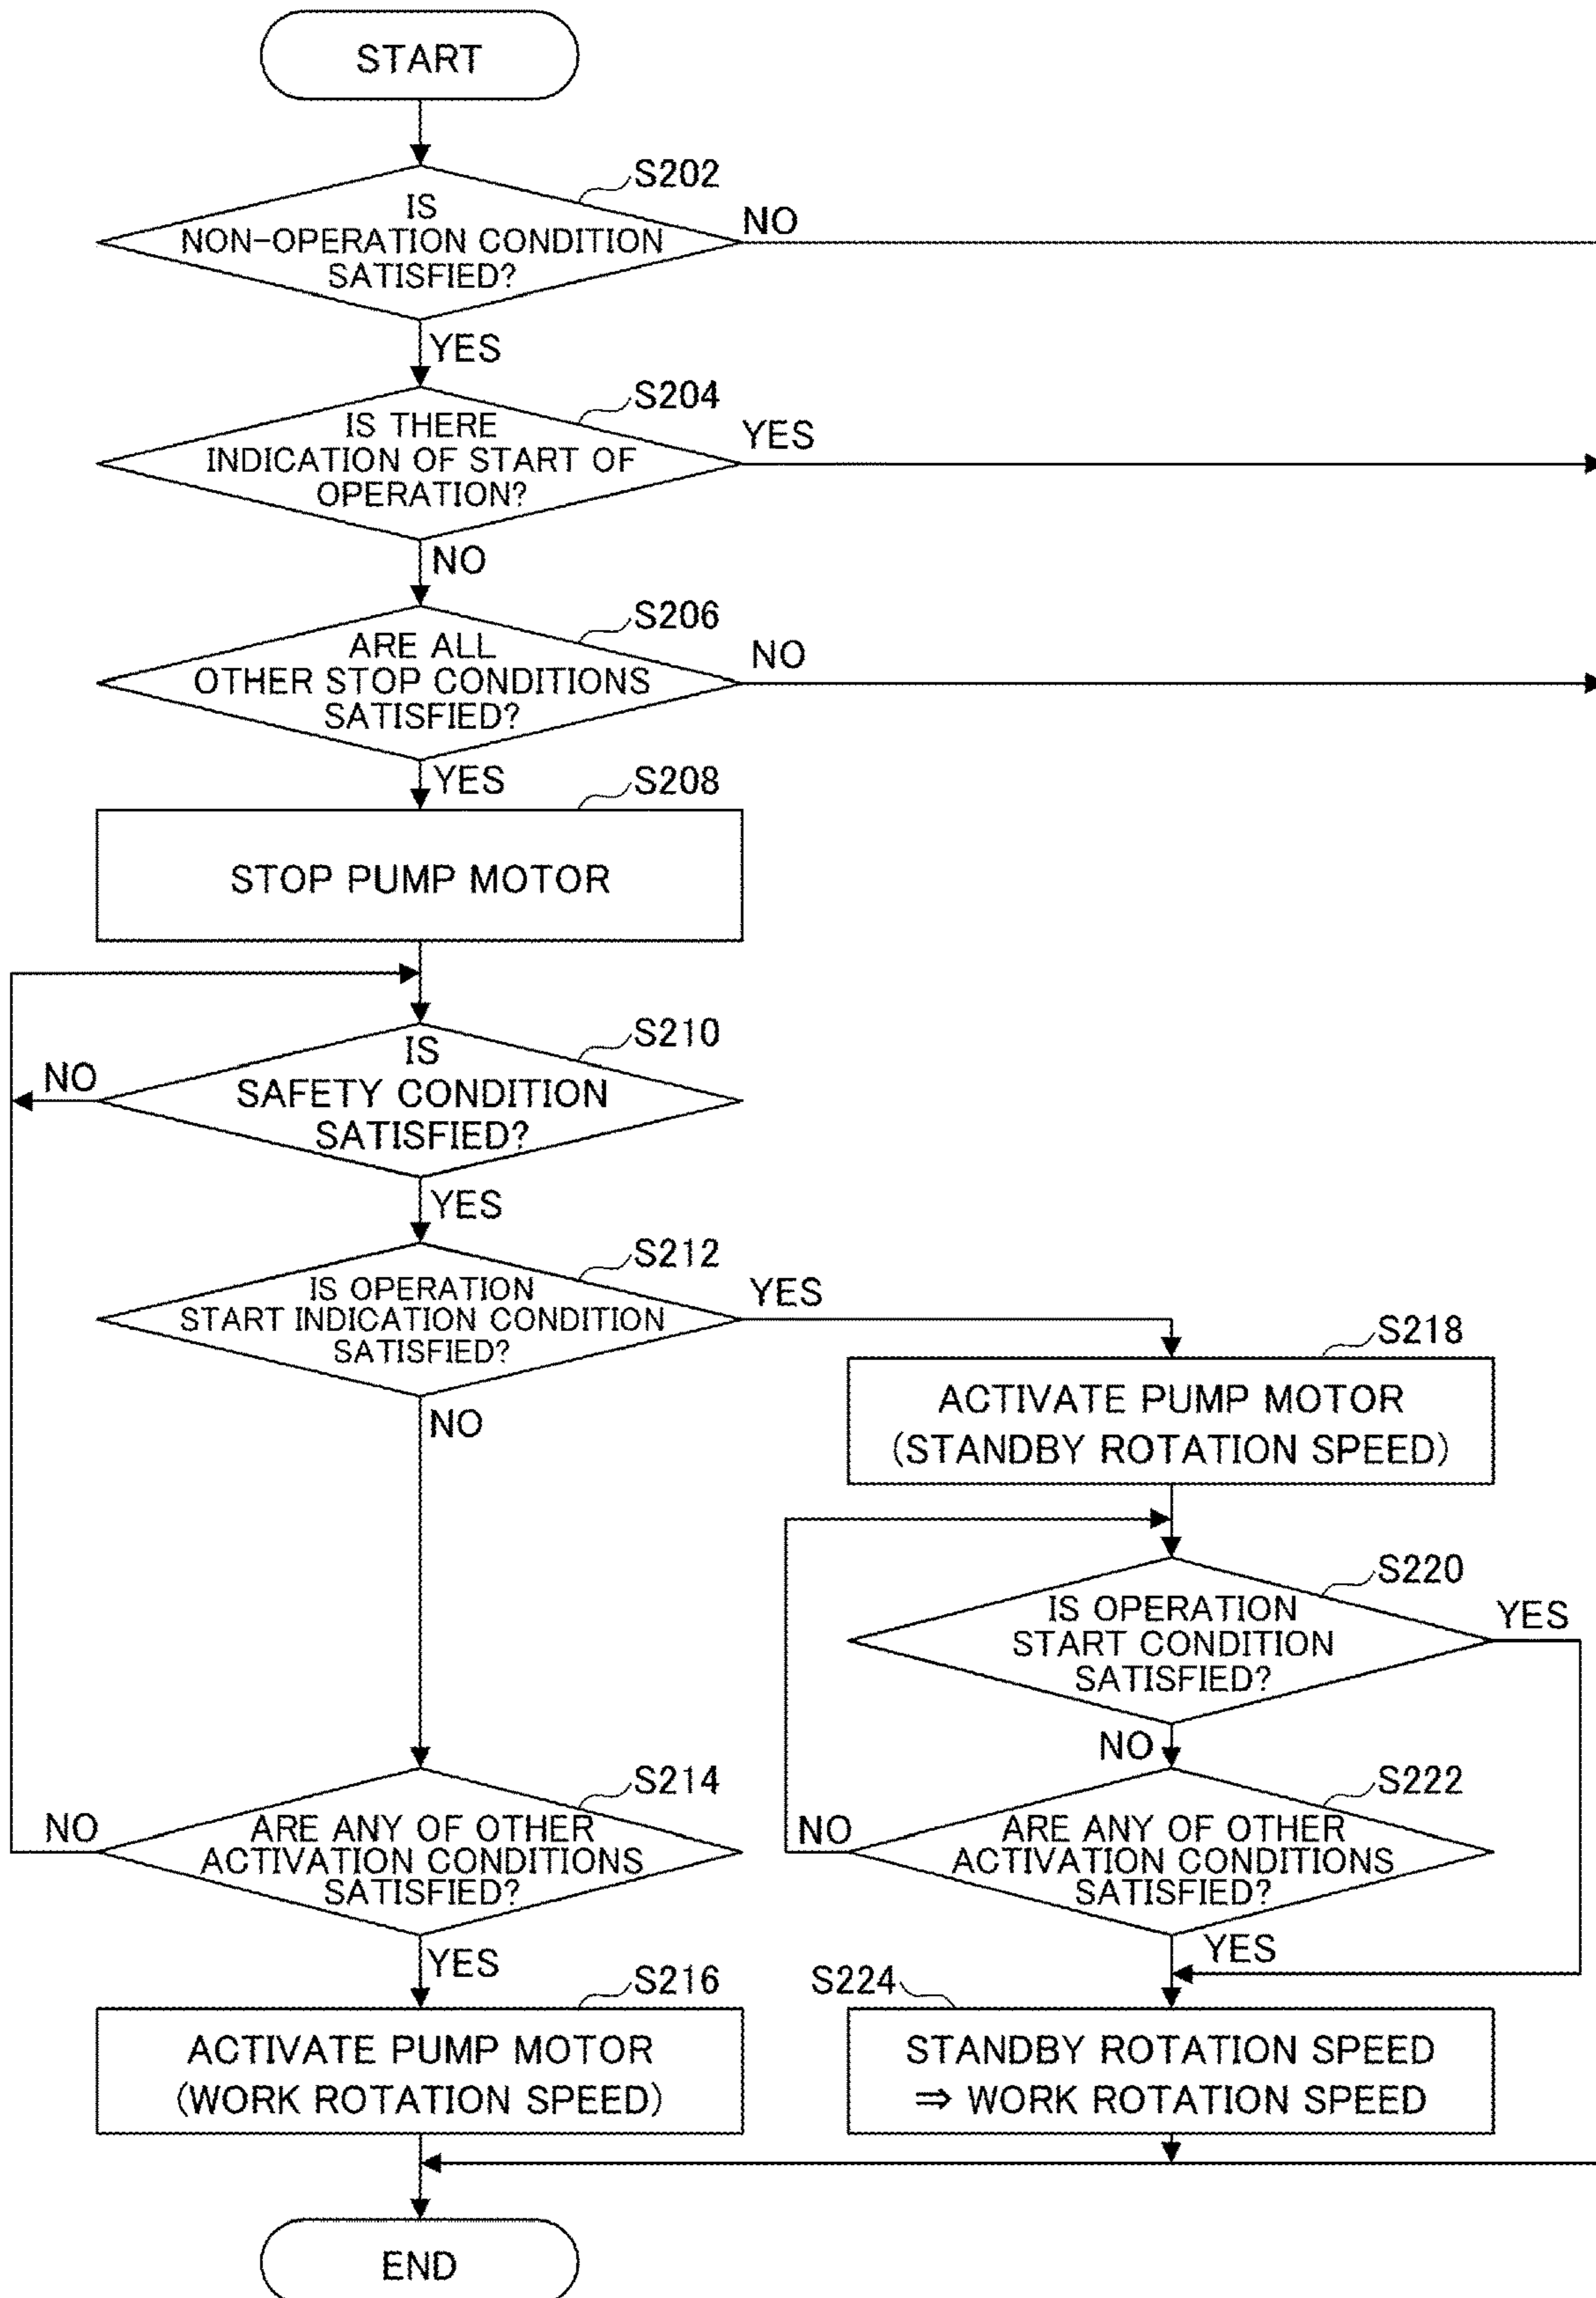 START
S202
IS
NON-OPERATION CONDITION
SATISFIED?
NO
YES
S204
IS THERE
INDICATION OF START OF
OPERATION?
YES
NO
S206
ARE ALL
OTHER STOP CONDITIONS
SATISFIED?
NO
YES
S208
STOP PUMP MOTOR
S210
IS
SAFETY CONDITION
SATISFIED?
NO
YES
S212
IS OPERATION
START INDICATION CONDITION
SATISFIED?
YES
NO
S218
ACTIVATE PUMP MOTOR
(STANDBY ROTATION SPEED)
S220
IS OPERATION
START CONDITION
SATISFIED?
YES
NO
S214
ARE ANY OF OTHER
ACTIVATION CONDITIONS
SATISFIED?
NO
YES
S222
ARE ANY OF OTHER
ACTIVATION CONDITIONS
SATISFIED?
NO
YES
S216
ACTIVATE PUMP MOTOR
(WORK ROTATION SPEED)
S224
STANDBY ROTATION SPEED
⇒ WORK ROTATION SPEED
END